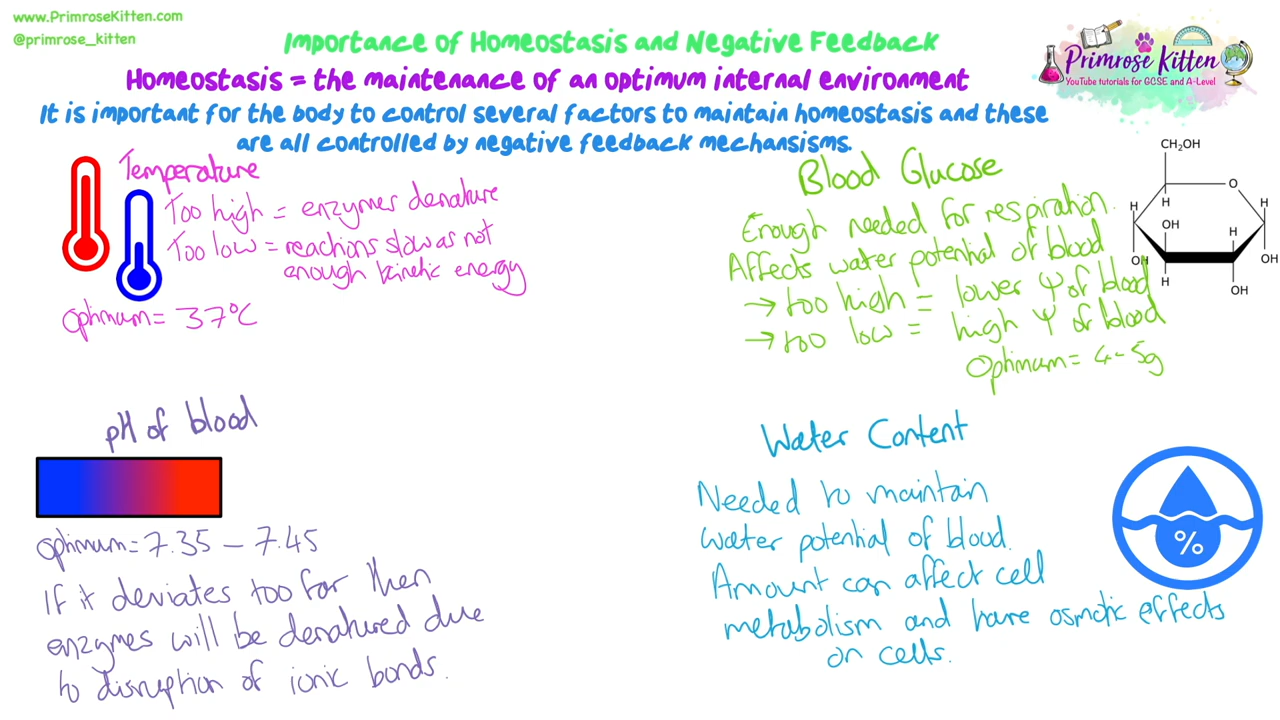 www.PrimroseKitten.com
@primrose_kitten
Importance of Homeostasis and Negative Feedback
Primrose Kitten
YouTube tutorials for GCSE and A-Level
Homeostasis = the maintenance of an optimum internal environment
It is important for the body to control several factors to maintain homeostasis and these
are all controlled by negative feedback mechansisms.
Temperature
Too high = enzymes denature
Too low = reactions slow as not
enough kinetic energy
optimum = 37°C
Blood Glucose
Enough needed for respiration.
Affects water potential of blood
→ too high = lower Ψ of blood
→ too low = high Ψ of blood
Optimum = 4-5g
CH₂OH
O
H
H
H
OH
H
OH
H
OH
H
OH
pH of blood
optimum = 7.35 - 7.45
If it deviates too far then
enzymes will be denatured due
to disruption of ionic bonds.
Water Content
Needed to maintain
water potential of blood.
Amount can affect cell
metabolism and have osmotic effects
on cells.
%